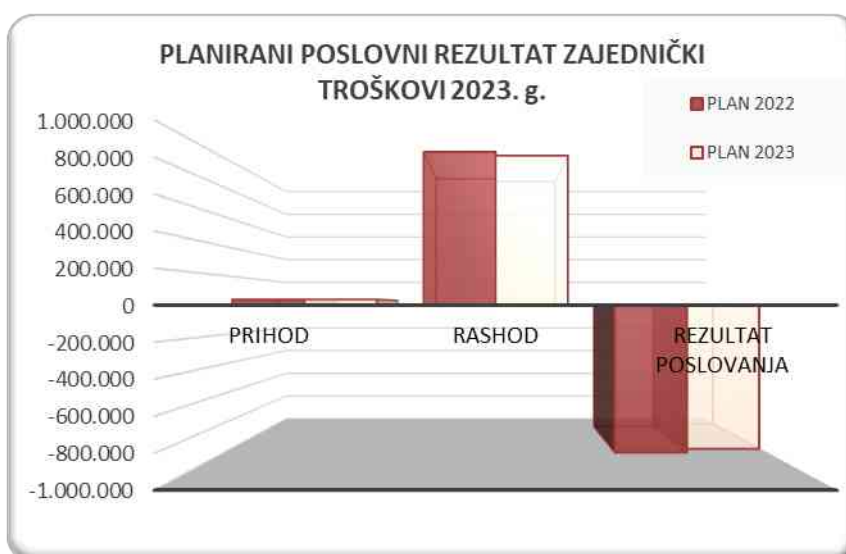 PLANIRANI POSLOVNI REZULTAT ZAJEDNIČKI
TROŠKOVI 2023. g.
PLAN 2022
PLAN 2023
1.000.000
800.000
600.000
400.000
200.000
0
-200.000
-400.000
-600.000
-800.000
-1.000.000
PRIHOD
RASHOD
REZULTAT
POSLOVANJA